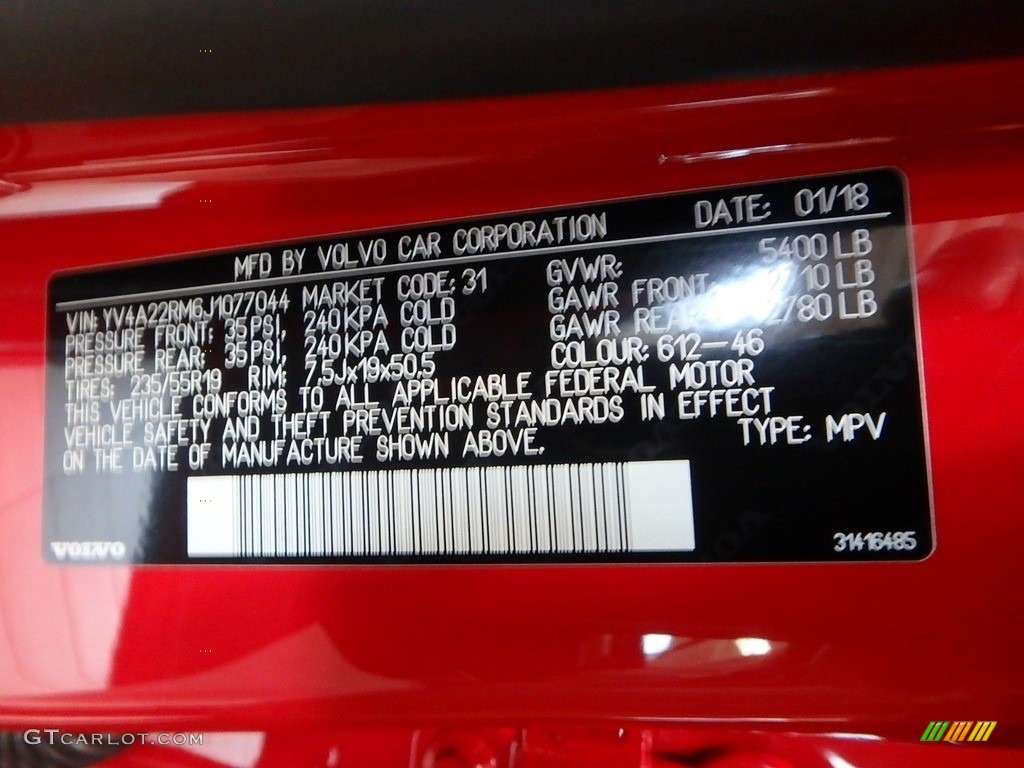 MFD BY VOLVO CAR CORPORATION DATE: 01/18
VIN: YV4A22RM6J1077044 MARKET CODE: 31 GVWR: 5400 LB
PRESSURE FRONT: 35 PSI, 240 KPA COLD GAWR FRONT 10 LB
PRESSURE REAR: 35 PSI, 240 KPA COLD GAWR 780 LB
TIRES: 235/55R19 RIM: 7,5Jx19x50,5 COLOUR: 612-46
THIS VEHICLE CONFORMS TO ALL APPLICABLE FEDERAL MOTOR
VEHICLE SAFETY AND THEFT PREVENTION STANDARDS IN EFFECT
ON THE DATE OF MANUFACTURE SHOWN ABOVE. TYPE: MPV
VOLVO 31416485
GTCARLOT.COM